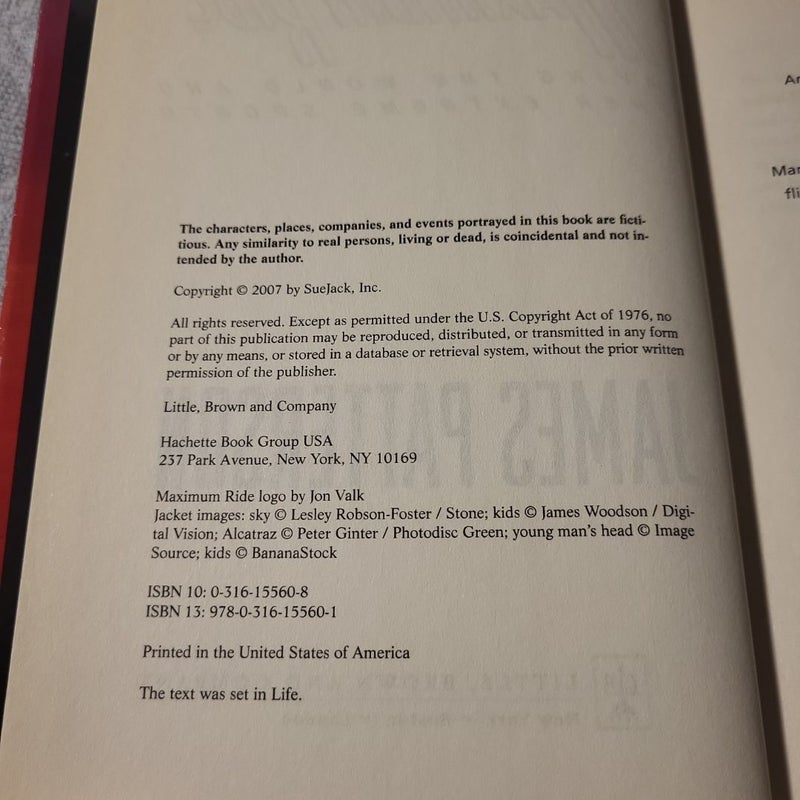 The characters, places, companies, and events portrayed in this book are ficti-
tious. Any similarity to real persons, living or dead, is coincidental and not in-
tended by the author.
Copyright © 2007 by SueJack, Inc.
All rights reserved. Except as permitted under the U.S. Copyright Act of 1976, no
part of this publication may be reproduced, distributed, or transmitted in any form
or by any means, or stored in a database or retrieval system, without the prior written
permission of the publisher.
Little, Brown and Company
Hachette Book Group USA
237 Park Avenue, New York, NY 10169
Maximum Ride logo by Jon Valk
Jacket images: sky © Lesley Robson-Foster / Stone; kids © James Woodson / Digi-
tal Vision; Alcatraz © Peter Ginter / Photodisc Green; young man's head © Image
Source; kids © BananaStock
ISBN 10: 0-316-15560-8
ISBN 13: 978-0-316-15560-1
Printed in the United States of America
The text was set in Life.
JAMES PATTERSON